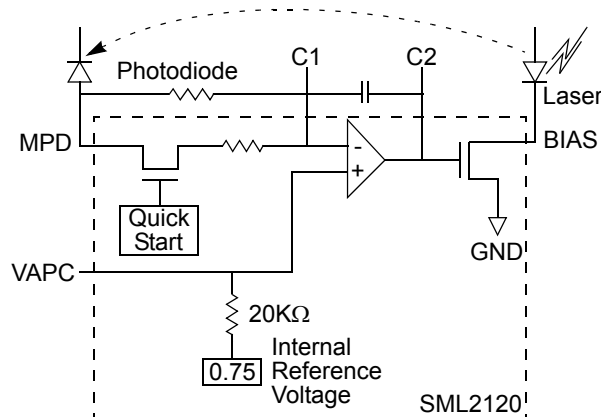 C1
C2
Photodiode
Laser
MPD
BIAS
-
+
Quick
Start
GND
VAPC
20KΩ
0.75
Internal
Reference
Voltage
SML2120